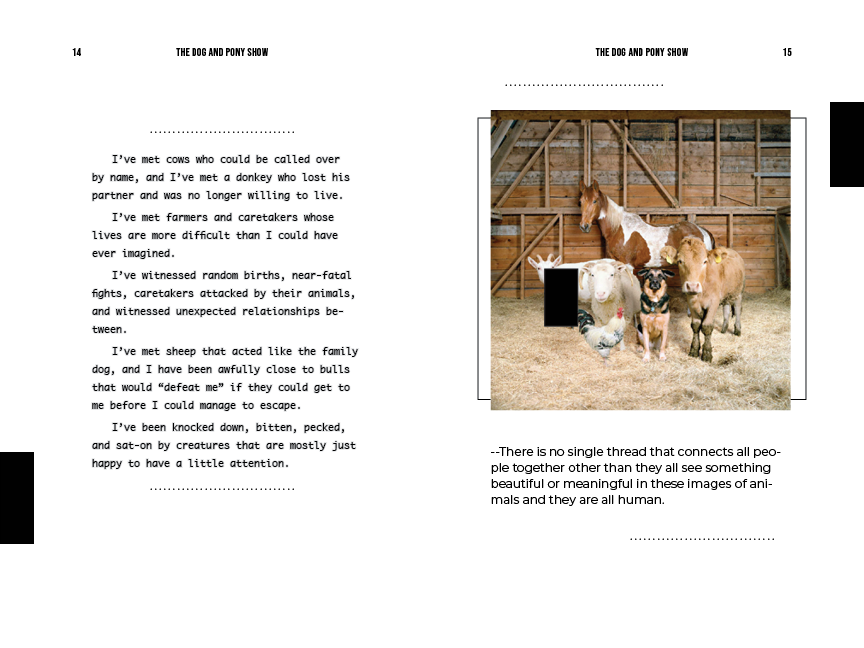 14
THE DOG AND PONY SHOW
THE DOG AND PONY SHOW
15
I’ve met cows who could be called over
by name, and I’ve met a donkey who lost his
partner and was no longer willing to live.
I’ve met farmers and caretakers whose
lives are more difficult than I could have
ever imagined.
I’ve witnessed random births, near-fatal
fights, caretakers attacked by their animals,
and witnessed unexpected relationships be-
tween.
I’ve met sheep that acted like the family
dog, and I have been awfully close to bulls
that would “defeat me” if they could get to
me before I could manage to escape.
I’ve been knocked down, bitten, pecked,
and sat-on by creatures that are mostly just
happy to have a little attention.
--There is no single thread that connects all peo-
ple together other than they all see something
beautiful or meaningful in these images of ani-
mals and they are all human.